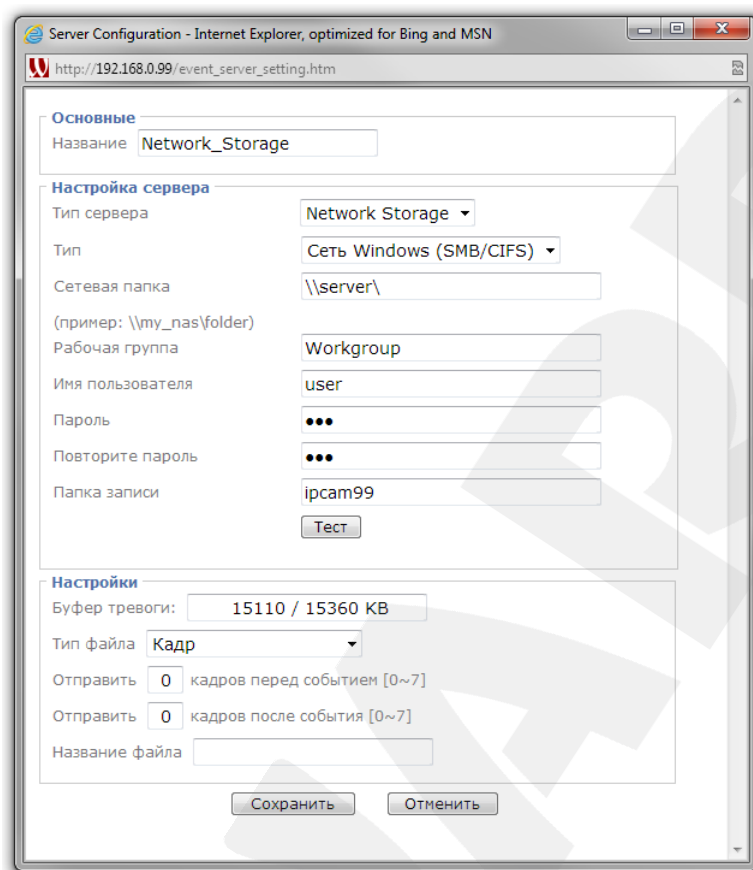 Server Configuration - Internet Explorer, optimized for Bing and MSN
http://192.168.0.99/event_server_setting.htm
Основные
Название Network_Storage
Настройка сервера
Тип сервера Network Storage
Тип Сеть Windows (SMB/CIFS)
Сетевая папка \\server\
(пример: \\my_nas\folder)
Рабочая группа Workgroup
Имя пользователя user
Пароль •••
Повторите пароль •••
Папка записи ipcam99
Тест
Настройки
Буфер тревоги: 15110 / 15360 KB
Тип файла Кадр
Отправить 0 кадров перед событием [0~7]
Отправить 0 кадров после события [0~7]
Название файла
Сохранить Отменить